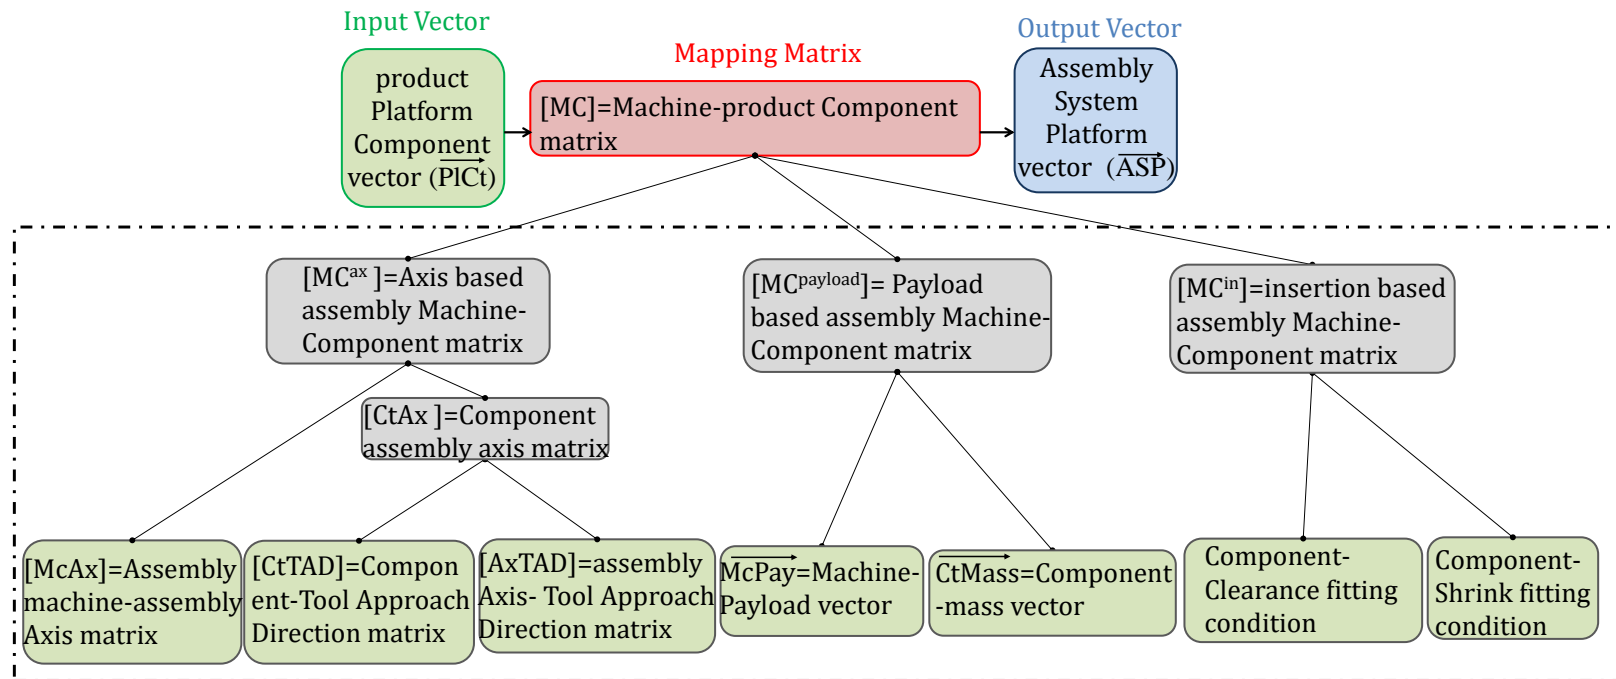 Input Vector
product
Platform
Component
vector (PlCt)
Mapping Matrix
[MC]=Machine-product Component
matrix
Output Vector
Assembly
System
Platform
vector (ASP)
[MCax ]=Axis based
assembly Machine-
Component matrix
[MCpayload]= Payload
based assembly Machine-
Component matrix
[MCin]=insertion based
assembly Machine-
Component matrix
[CtAx ]=Component
assembly axis matrix
[McAx]=Assembly
machine-assembly
Axis matrix
[CtTAD]=Compon
ent-Tool Approach
Direction matrix
[AxTAD]=assembly
Axis- Tool Approach
Direction matrix
McPay=Machine-
Payload vector
CtMass=Component
-mass vector
Component-
Clearance fitting
condition
Component-
Shrink fitting
condition